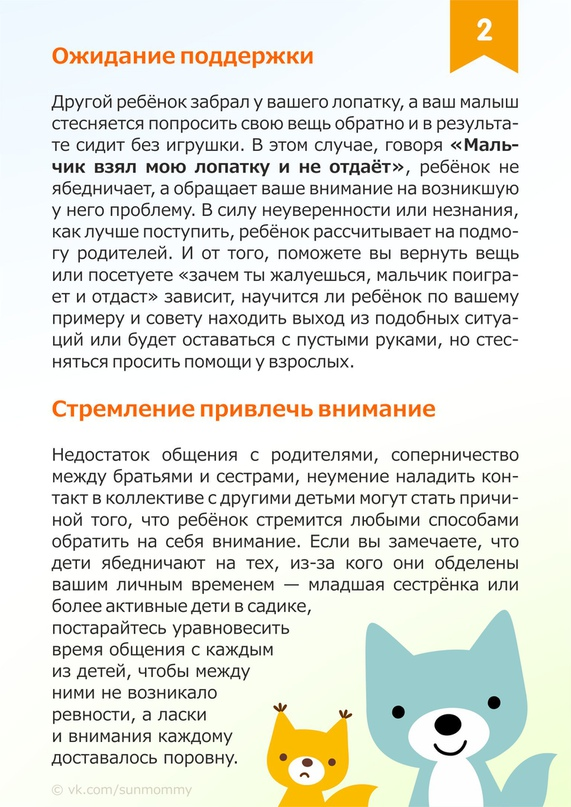 2
Ожидание поддержки
Другой ребёнок забрал у вашего лопатку, а ваш малыш
стесняется попросить свою вещь обратно и в результа-
те сидит без игрушки. В этом случае, говоря «Маль-
чик взял мою лопатку и не отдаёт», ребёнок не
ябедничает, а обращает ваше внимание на возникшую
у него проблему. В силу неуверенности или незнания,
как лучше поступить, ребёнок рассчитывает на подмо-
гу родителей. И от того, поможете вы вернуть вещь
или посетуете «зачем ты жалуешься, мальчик поигра-
ет и отдаст» зависит, научится ли ребёнок по вашему
примеру и совету находить выход из подобных ситуа-
ций или будет оставаться с пустыми руками, но стес-
няться просить помощи у взрослых.
Стремление привлечь внимание
Недостаток общения с родителями, соперничество
между братьями и сестрами, неумение наладить кон-
такт в коллективе с другими детьми могут стать причи-
ной того, что ребёнок стремится любыми способами
обратить на себя внимание. Если вы замечаете, что
дети ябедничают на тех, из-за кого они обделены
вашим личным временем — младшая сестрёнка или
более активные дети в садике,
постарайтесь уравновесить
время общения с каждым
из детей, чтобы между
ними не возникало
ревности, а ласки
и внимания каждому
доставалось поровну.
© vk.com/sunmommy